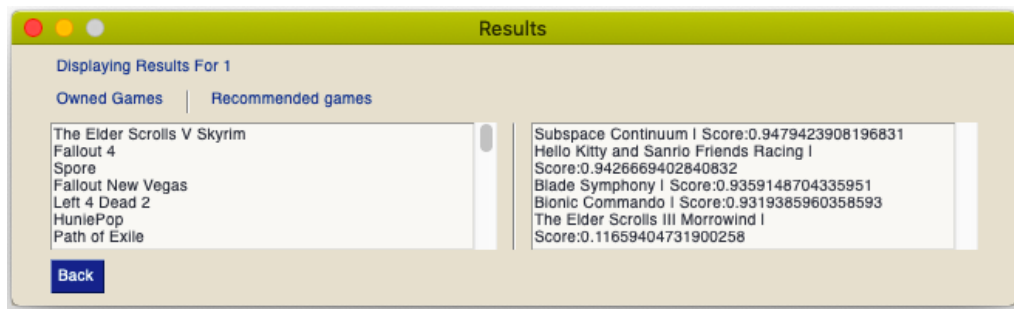 Results
Displaying Results For 1
Owned Games
Recommended games
The Elder Scrolls V Skyrim
Fallout 4
Spore
Fallout New Vegas
Left 4 Dead 2
HuniePop
Path of Exile
Subspace Continuum | Score:0.9479423908196831
Hello Kitty and Sanrio Friends Racing |
Score:0.9426669402840832
Blade Symphony | Score:0.9359148704335951
Bionic Commando | Score:0.9319385960358593
The Elder Scrolls III Morrowind |
Score:0.11659404731900258
Back